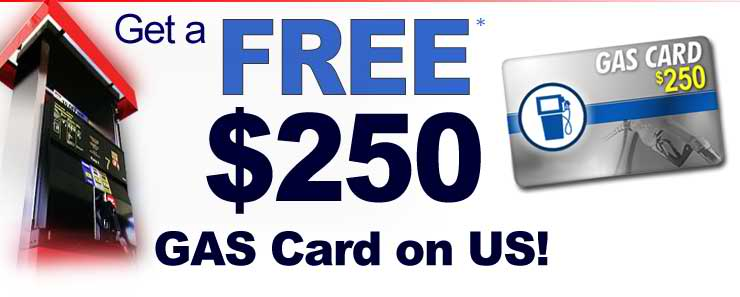 Get a FREE*
$250
GAS Card on US!
GAS CARD
$250